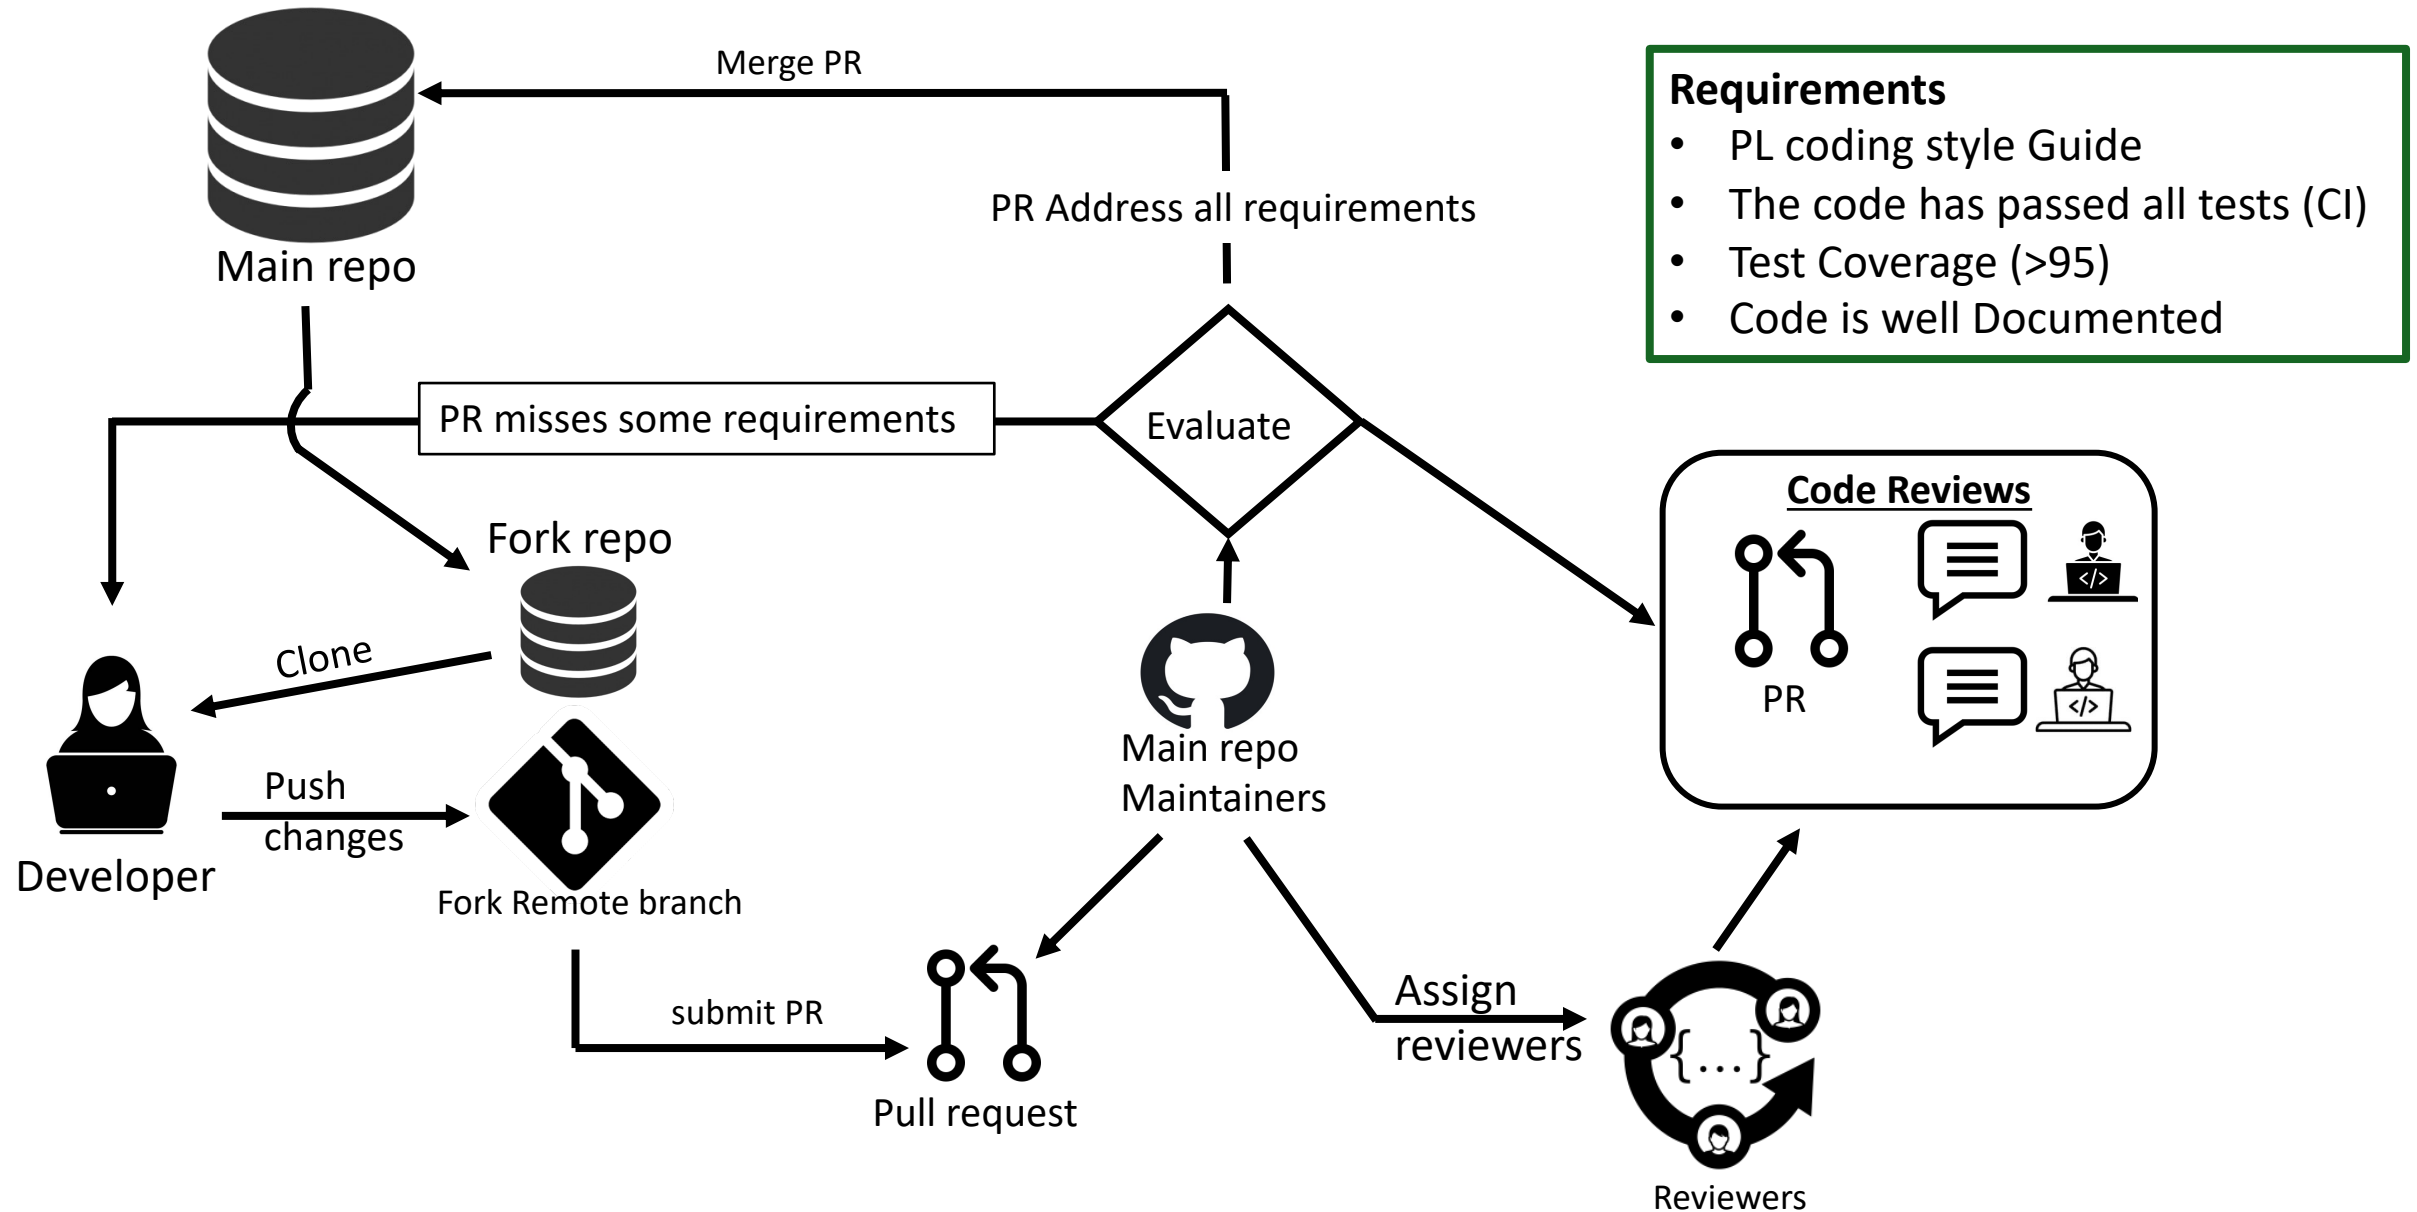 Merge PR
Main repo
PR Address all requirements
Requirements
• PL coding style Guide
• The code has passed all tests (CI)
• Test Coverage (>95)
• Code is well Documented
PR misses some requirements
Evaluate
Fork repo
Clone
Developer
Push
changes
Fork Remote branch
submit PR
Pull request
Main repo
Maintainers
Assign
reviewers
{...}
Reviewers
Code Reviews
</>
PR
</>